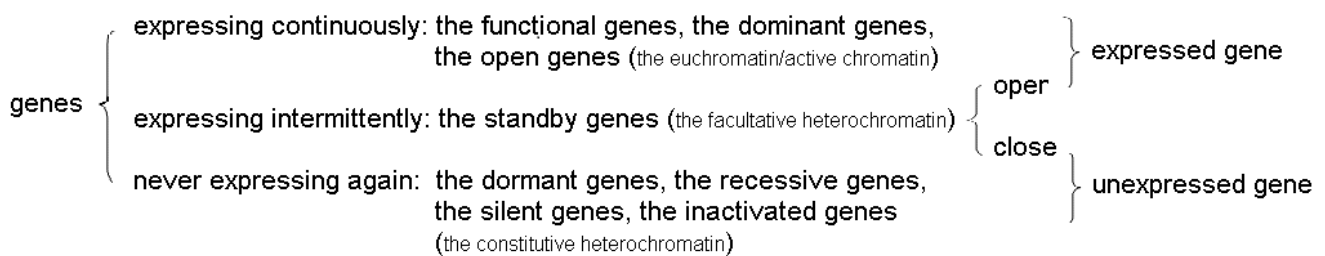 expressing continuously: the functional genes, the dominant genes,
the open genes (the euchromatin/active chromatin)
expressed gene
oper
genes
expressing intermittently: the standby genes (the facultative heterochromatin)
close
never expressing again: the dormant genes, the recessive genes,
unexpressed gene
the silent genes, the inactivated genes
(the constitutive heterochromatin)